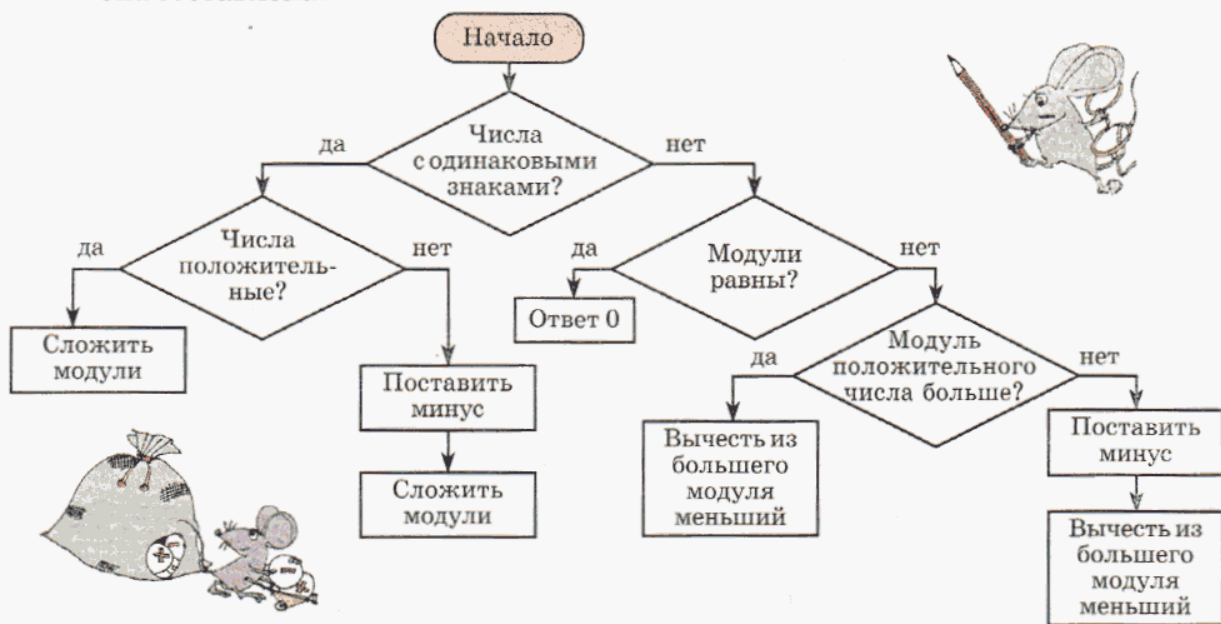 Начало
Числа
с одинаковыми
знаками?
да
нет
Числа
положитель-
ные?
да
нет
Модули
равны?
да
нет
Сложить
модули
Ответ 0
Модуль
положительного
числа больше?
да
нет
Поставить
минус
Сложить
модули
Вычесть из
большего
модуля
меньший
Поставить
минус
Вычесть из
большего
модуля
меньший